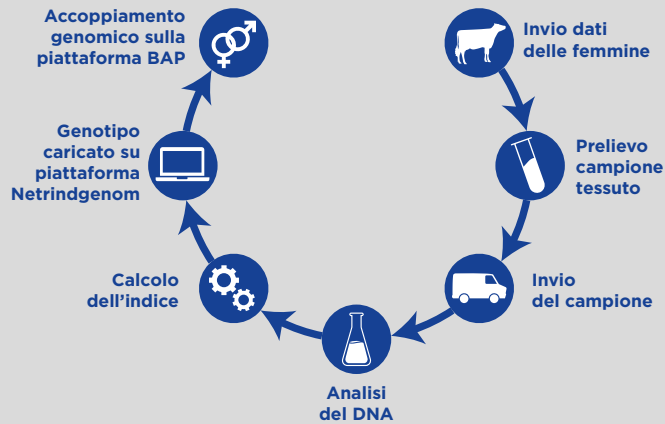 Invio dati
delle femmine
Prelievo
campione
tessuto
Invio
del campione
Analisi
del DNA
Calcolo
dell'indice
Genotipo
caricato su
piattaforma
Netrindgenom
Accoppiamento
genomico sulla
piattaforma BAP